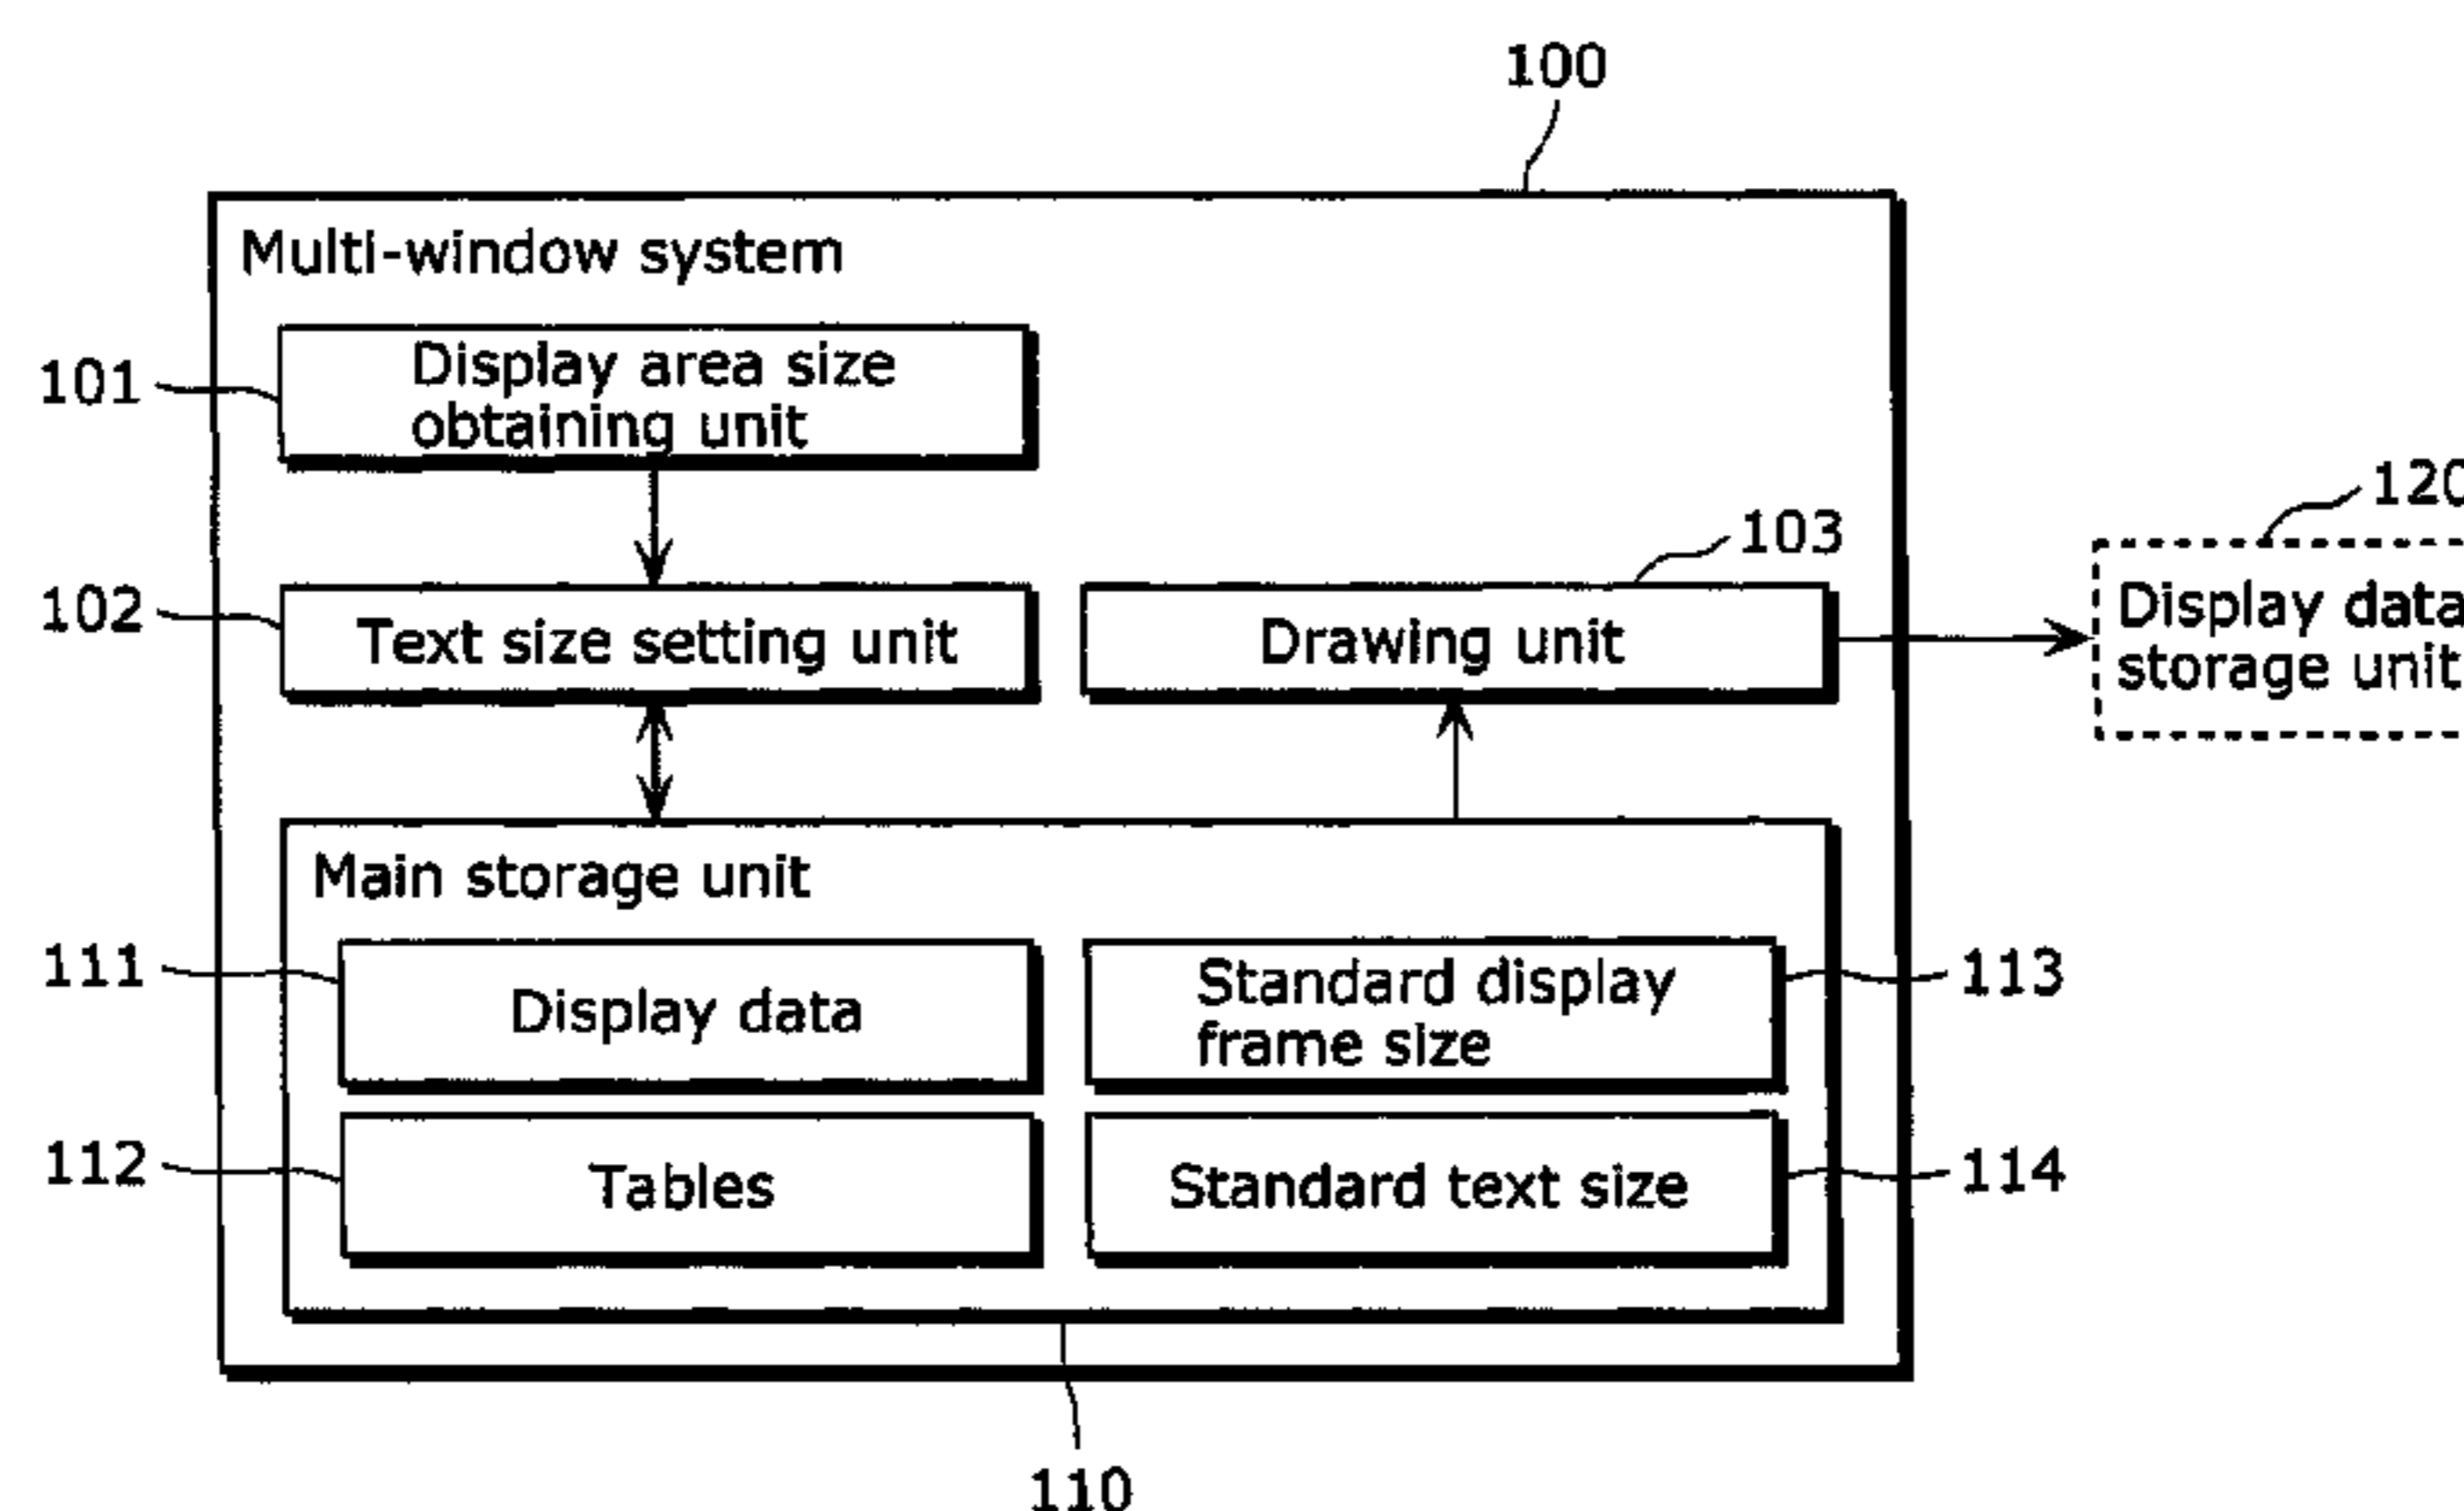 100
Multi-window system
101
Display area size
obtaining unit
120
103
102
Text size setting unit
Drawing unit
Display data
storage unit
Main storage unit
111
Display data
Standard display
frame size
113
112
Tables
Standard text size
114
110